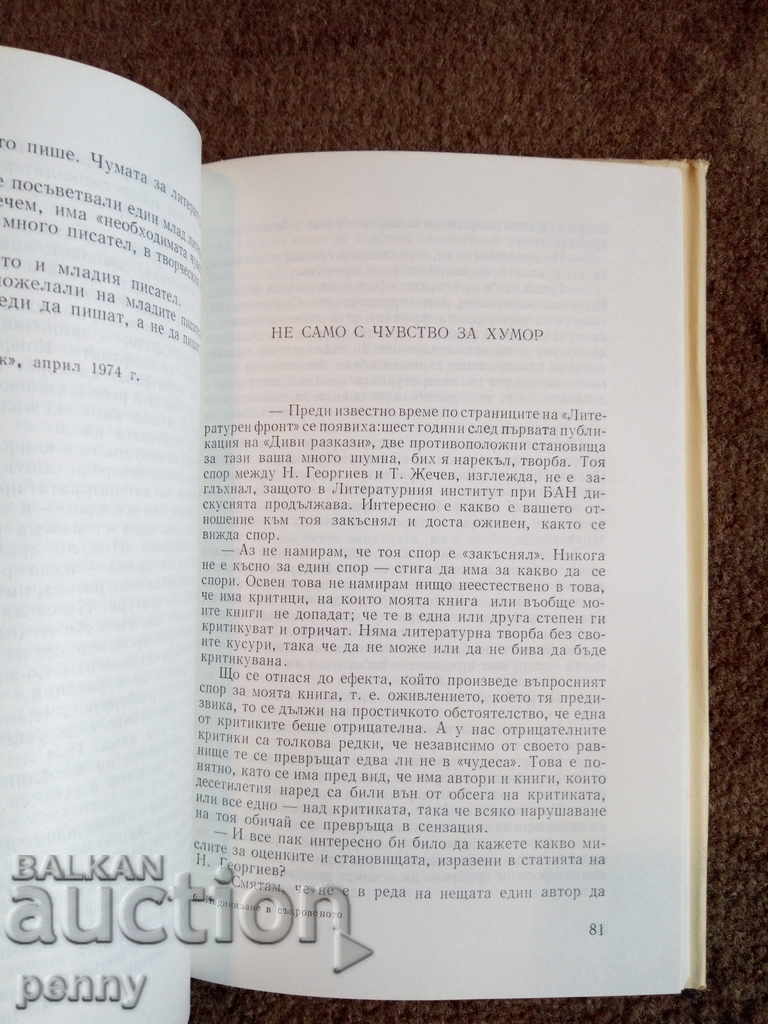 то пише. Чумата за
е посъветвали един млад
ечем, има «необходимата
много писател, в
то и младия писател.
пожелали на младите
еди да пишат, а не да
к», април 1974 г.
НЕ САМО С ЧУВСТВО ЗА ХУМОР
— Преди известно време по страниците на «Лите-
ратурен фронт» се появиха: шест години след първата публи-
кация на «Диви разкази», две противоположни становища
за тази ваша много шумна, бих я нарекъл, творба. Тоя
спор между Н. Георгиев и Т. Жечев, изглежда, не е за-
глъхнал, защото в Литературния институт при БАН ди-
скусията продължава. Интересно е какво е вашето от-
ношение към тоя закъснял и доста оживен, както се
вижда спор.
— Аз не намирам, че тоя спор е «закъснял». Никога
не е късно за един спор — стига да има за какво да се
спори. Освен това не намирам нищо неестествено в това,
че има критици, на които моята книга или въобще мо-
ите книги не допадат; че те в една или друга степен ги
критикуват и отричат. Няма литературна творба без сво-
ите кусури, така че да не може или да не бива да бъде
критикувана.
Що се отнася до ефекта, който произведе въпросният
спор за моята книга, т. е. оживлението, което тя преди-
звика, то се дължи на простичкото обстоятелство, че една
от критиките беше отрицателна. А у нас отрицателните
критики са толкова редки, че независимо от своето рав-
нище те се превръщат едва ли не в «чудеса». Това е по-
нятно, като се има пред вид, че има автори и книги, които
десетилетия наред са били вън от обсега на критиката,
или все едно — над критиката, така че всяко нарушаване
на тоя обичай се превръща в сензация.
— И все пак интересно би било да кажете какво ми-
слите за оценките и становищата, изразени в статията на
Н. Георгиев?
— Смятам, че не е в реда на нещата един автор да
6 Надничане в съкровеното
81
BALKAN
auction
penny